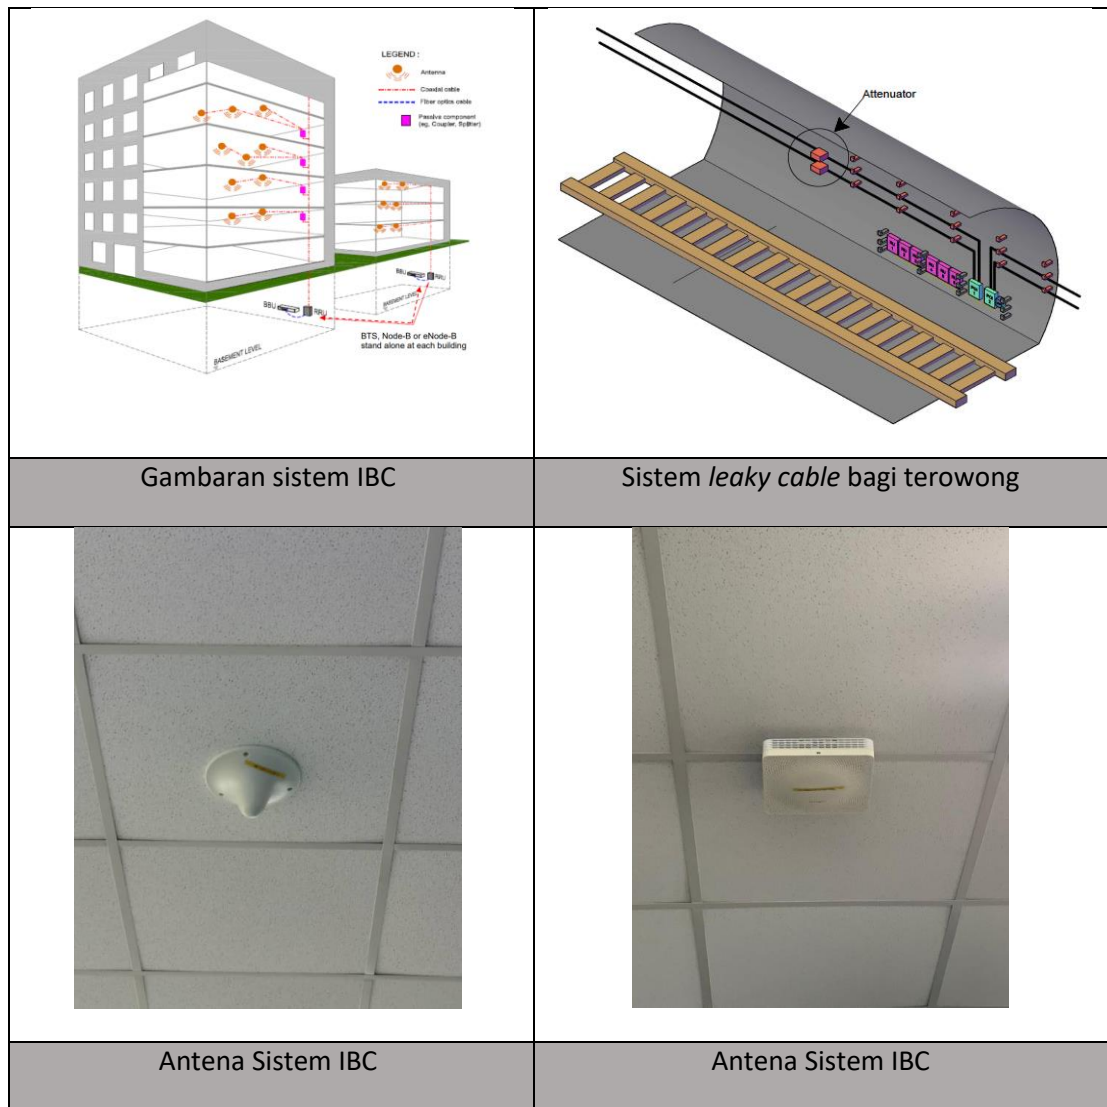 LEGEND :
Antenna
Coaxial cable
Fiber optics cable
Passive component
(eg, Coupler, Splitter)
BBU
RRU
BBU
RRU
BASEMENT LEVEL
BASEMENT LEVEL
BTS, Node-B or eNode-B
stand alone at each building
Attenuator
Gambaran sistem IBC
Sistem leaky cable bagi terowong
Antena Sistem IBC
Antena Sistem IBC